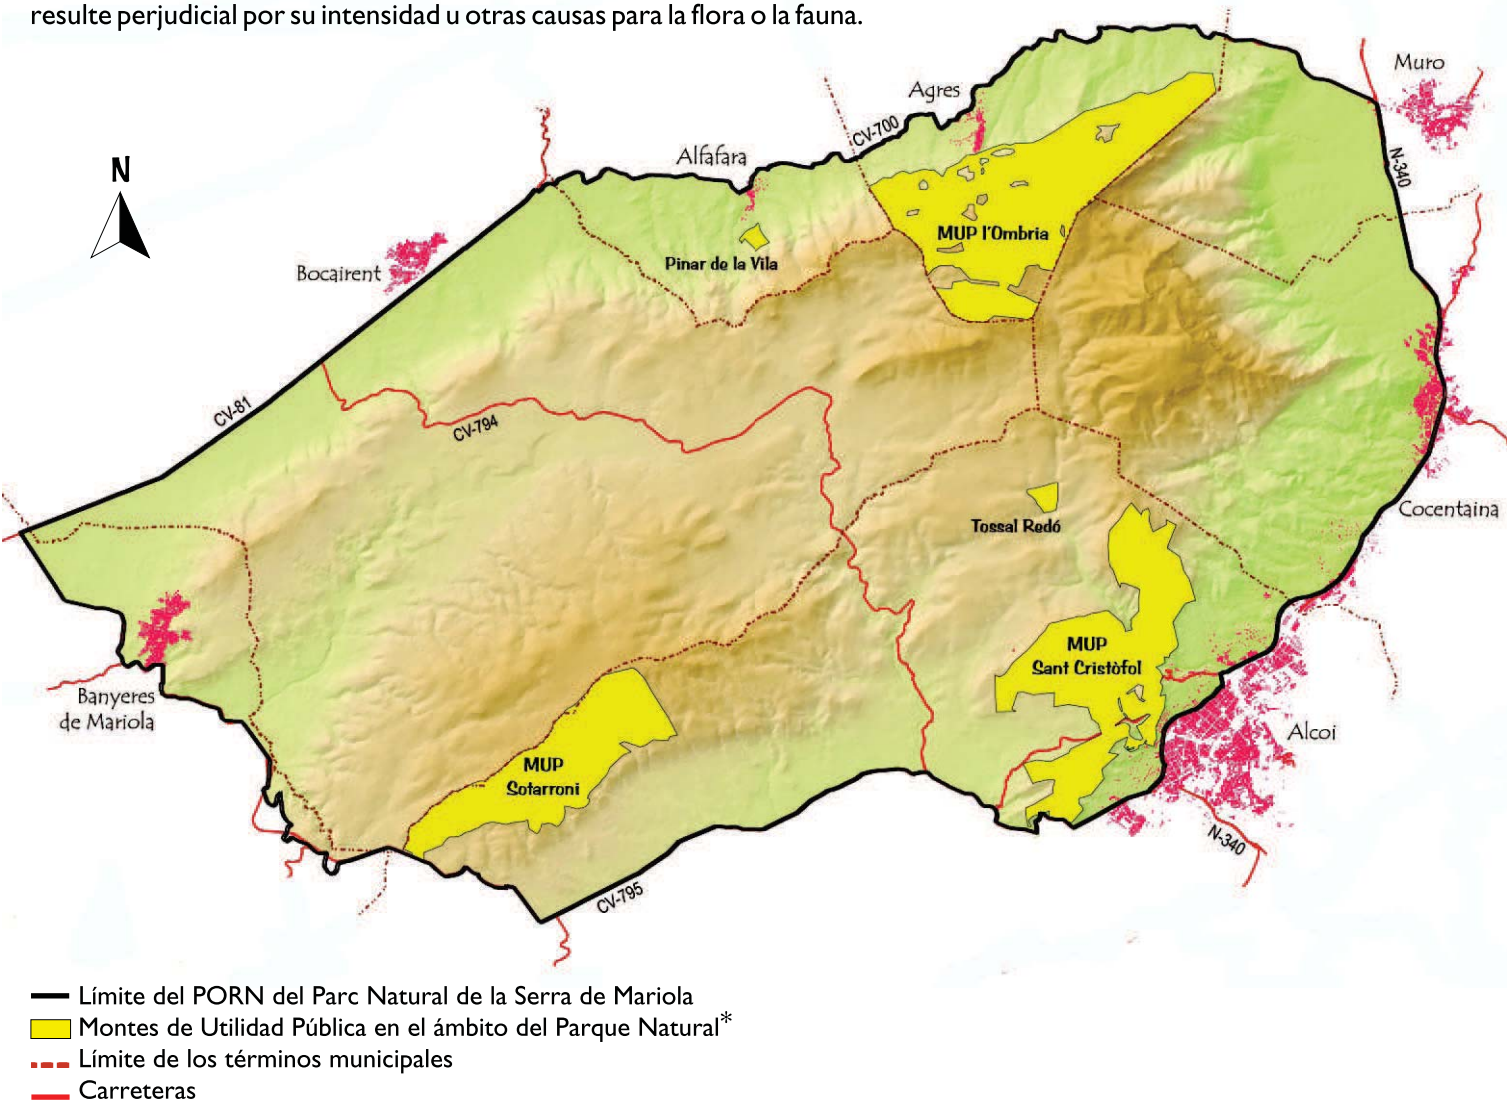 resulte perjudicial por su intensidad u otras causas para la flora o la fauna.
Muro
Agres
CV-700
Alfafara
N
N-340
MUP l'Ombria
Pinar de la Vila
Bocairent
CV-81
CV-794
Cocentaina
Tossal Redó
MUP
Sant Cristòfol
Banyeres
de Mariola
Alcoi
MUP
Sotarroni
N-340
CV-795
Límite del PORN del Parc Natural de la Serra de Mariola
Montes de Utilidad Pública en el ámbito del Parque Natural*
Límite de los términos municipales
Carreteras